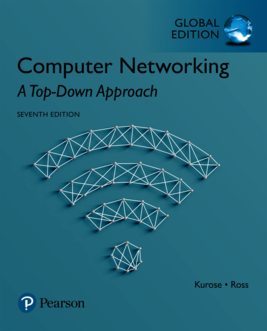 GLOBAL
EDITION
Computer Networking
A Top-Down Approach
SEVENTH EDITION
Kurose • Ross
P Pearson